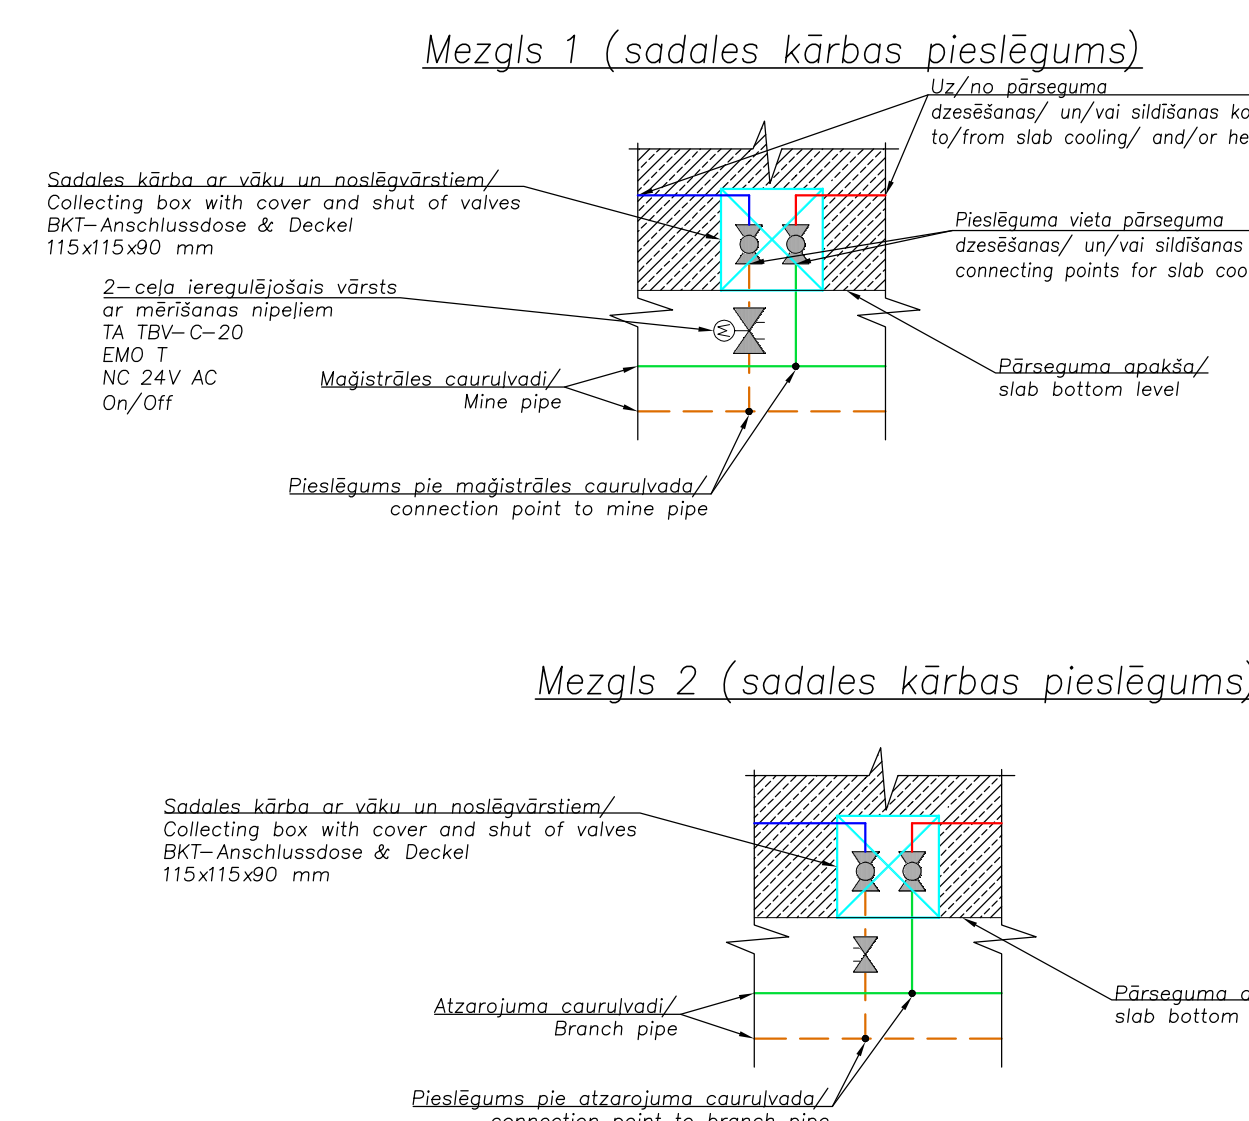 Mezgls 1 (sadales kārbas pieslēgums)
Uz/no pārseguma
dzesēšanas/ un/vai sildīšanas
to/from slab cooling/ and/or
Sadales kārba ar vāku un noslēgvārstiem/
Collecting box with cover and shut of valves
BKT-Anschlussdose & Deckel
115x115x90 mm
Pieslēguma vieta pārseguma
dzesēšanas/ un/vai sildīšanas
connecting points for slab
2-ceļa ieregulējošais vārsts
ar mērīšanas nipeļiem
TA TBV-C-20
EMO T
NC 24V AC
On/Off
M
Maģistrāles cauruļvadi/
Mine pipe
Pārseguma apakša/
slab bottom level
Pieslēgums pie maģistrāles cauruļvada/
connection point to mine pipe
Mezgls 2 (sadales kārbas pieslēgums)
Sadales kārba ar vāku un noslēgvārstiem/
Collecting box with cover and shut of valves
BKT-Anschlussdose & Deckel
115x115x90 mm
Atzarojuma cauruļvadi/
Branch pipe
Pārseguma
slab bottom
Pieslēgums pie atzarojuma cauruļvada/
connection point to branch pipe